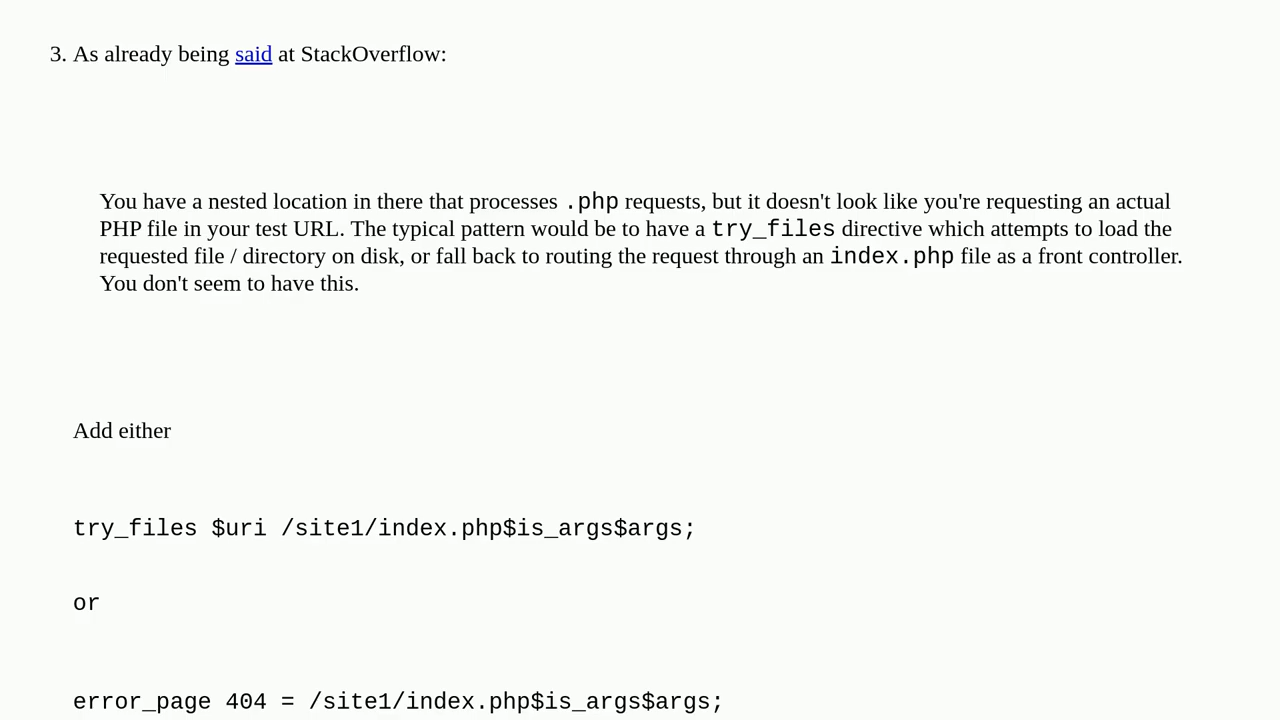 3. As already being said at StackOverflow:
You have a nested location in there that processes .php requests, but it doesn't look like you're requesting an actual
PHP file in your test URL. The typical pattern would be to have a try_files directive which attempts to load the
requested file / directory on disk, or fall back to routing the request through an index.php file as a front controller.
You don't seem to have this.
Add either
try_files $uri /site1/index.php$is_args$args;
or
error_page 404 = /site1/index.php$is_args$args;